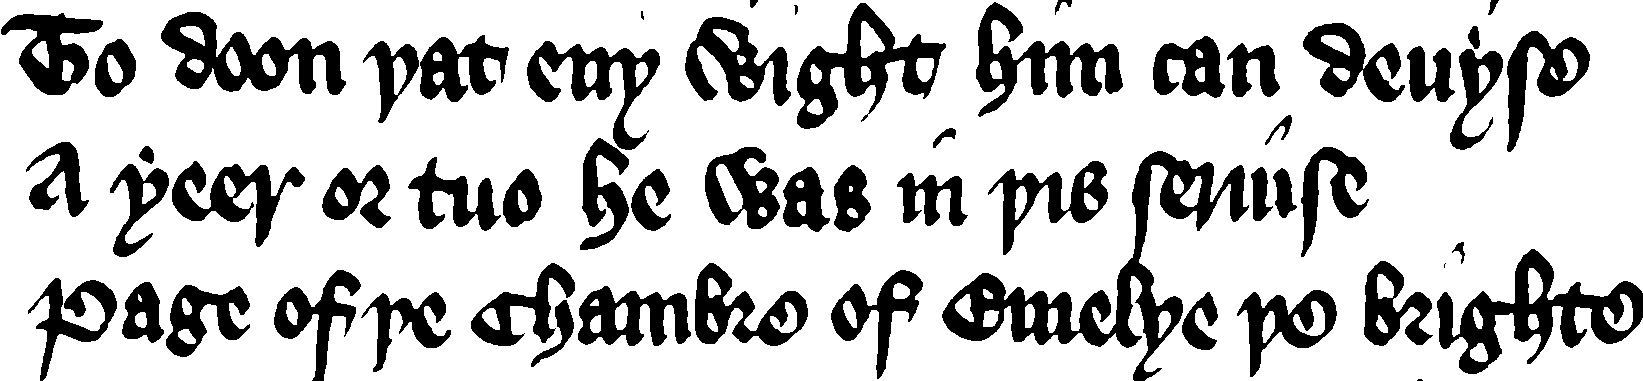 To doon þat eny wight him can deuyse
A yeer or tuo he was in þis seruise
Page of þe Chambre of Emelye þe brighte